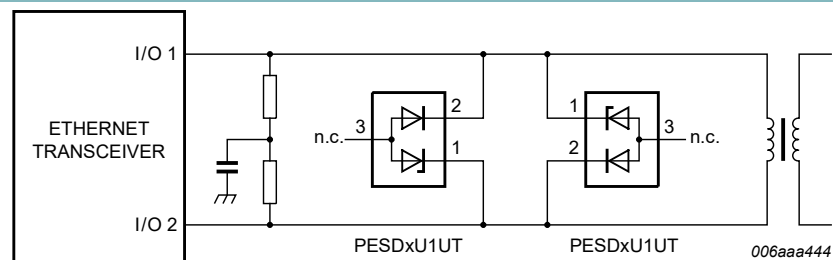 I/O 1
ETHERNET
TRANSCEIVER
I/O 2
n.c.
3
2
1
PESDxU1UT
1
2
3
n.c.
PESDxU1UT
006aaa444